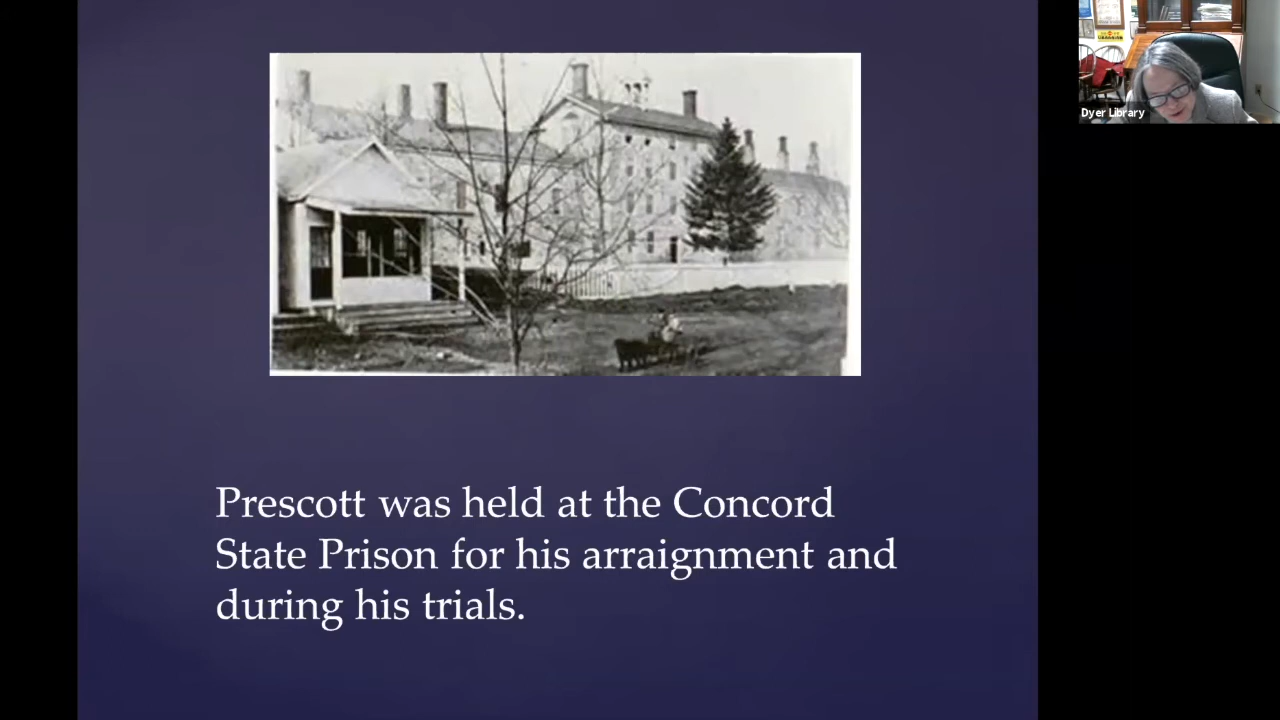 Prescott was held at the Concord
State Prison for his arraignment and
during his trials.
Dyer Library